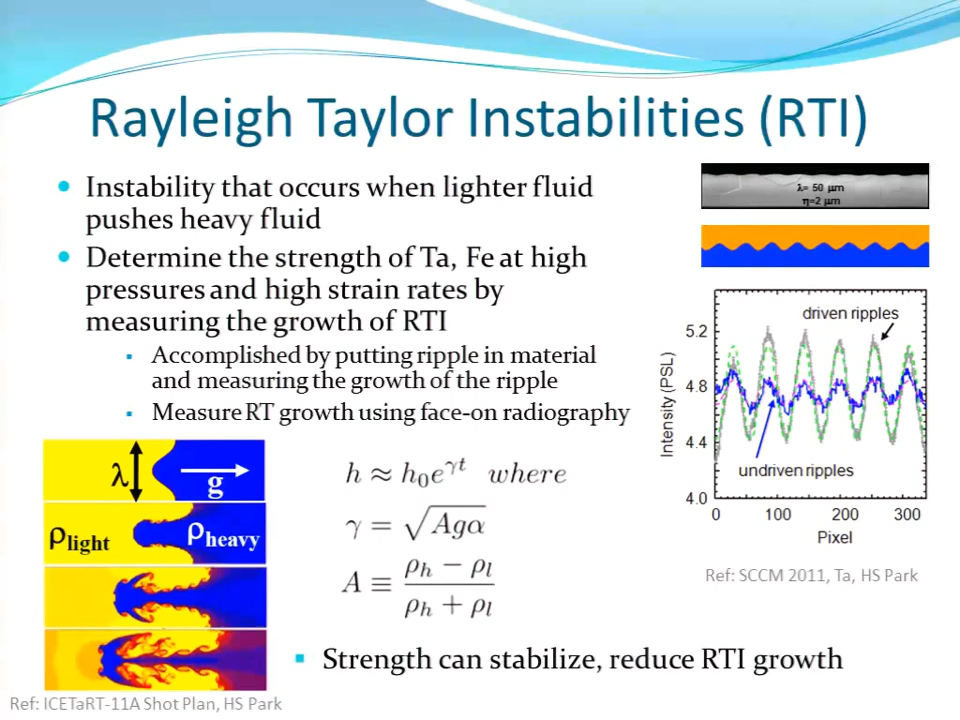 Rayleigh Taylor Instabilities (RTI)
Instability that occurs when lighter fluid
pushes heavy fluid
Determine the strength of Ta, Fe at high
pressures and high strain rates by
measuring the growth of RTI
Accomplished by putting ripple in material
and measuring the growth of the ripple
Measure RT growth using face-on radiography
λ= 50 μm
η=2 μm
driven ripples
5.2
4.8
4.4
4.0
Intensity (PSL)
undriven ripples
0 100 200 300
Pixel
Ref: SCCM 2011, Ta, HS Park
λ
g
ρlight
ρheavy
h ≈ h₀e^{γt} where
γ = √Agα
A ≡ (ρh − ρl) / (ρh + ρl)
Strength can stabilize, reduce RTI growth
Ref: ICETaRT-11A Shot Plan, HS Park